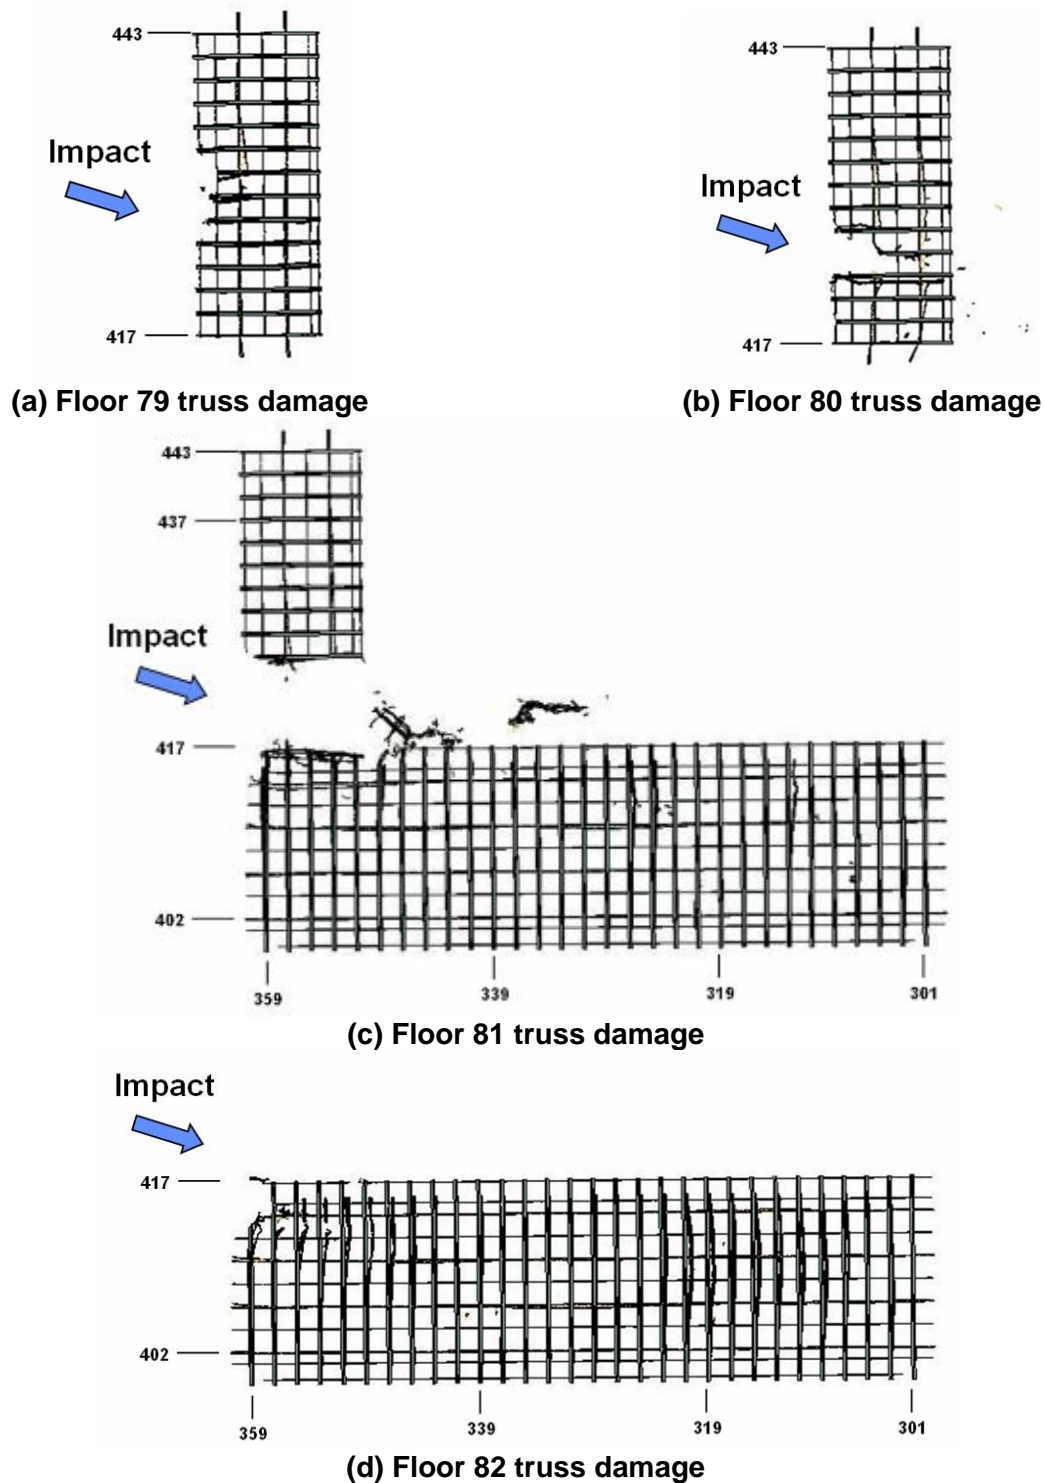 443
Impact
417
(a) Floor 79 truss damage
443
Impact
417
(b) Floor 80 truss damage
443
437
Impact
417
402
359 339 319 301
(c) Floor 81 truss damage
Impact
417
402
359 339 319 301
(d) Floor 82 truss damage